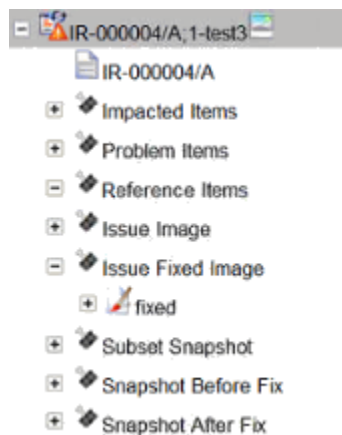 IR-000004/A;1-test3
IR-000004/A
Impacted Items
Problem Items
Reference Items
Issue Image
Issue Fixed Image
fixed
Subset Snapshot
Snapshot Before Fix
Snapshot After Fix